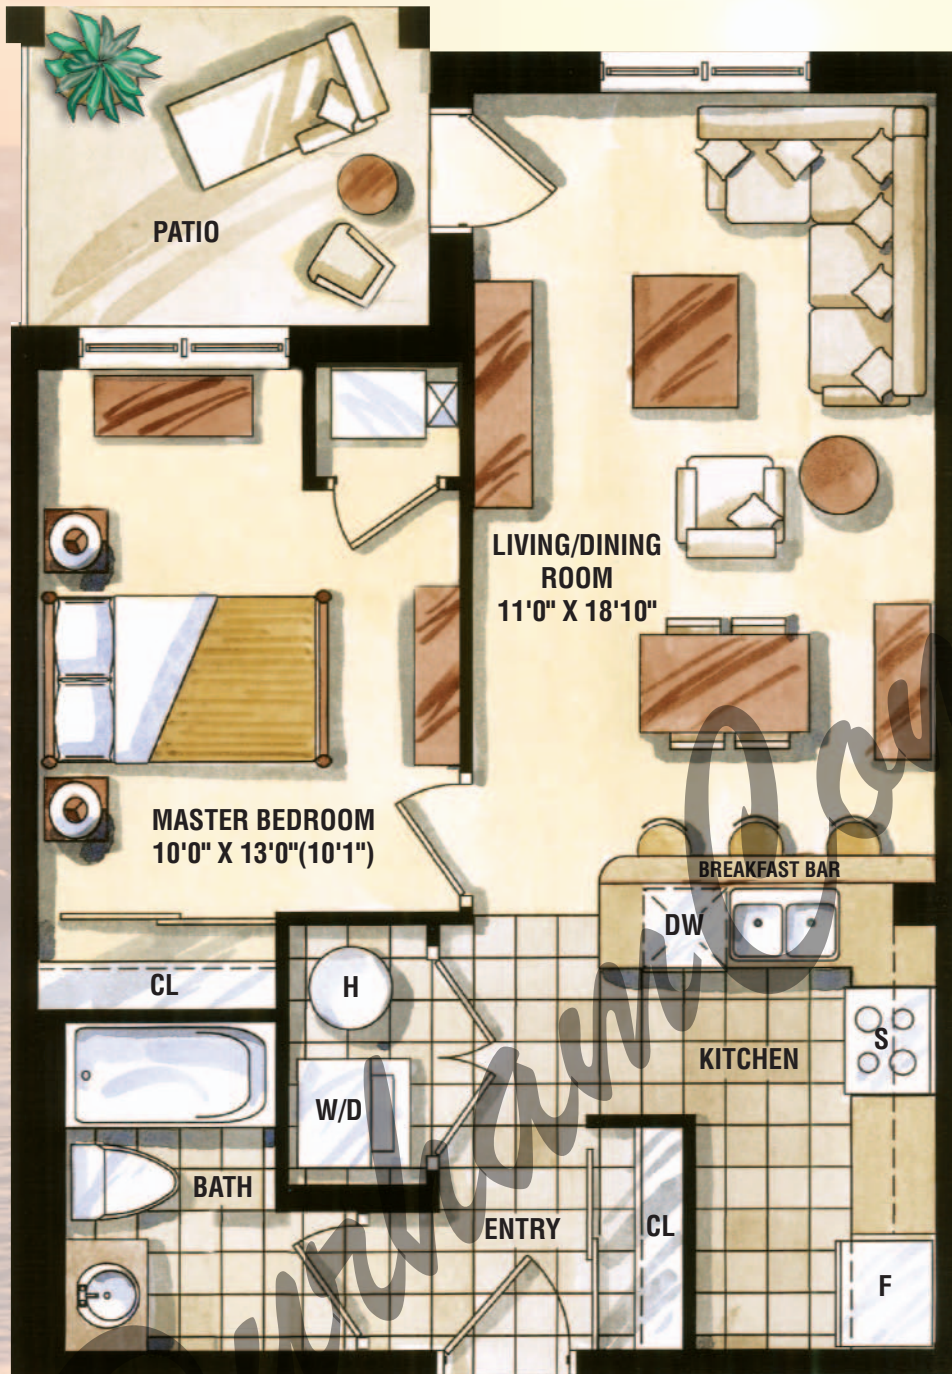 PATIO
LIVING/DINING
ROOM
11'0" X 18'10"
MASTER BEDROOM
10'0" X 13'0"(10'1")
BREAKFAST BAR
DW
CL
H
S
KITCHEN
W/D
BATH
ENTRY
CL
F
Durham